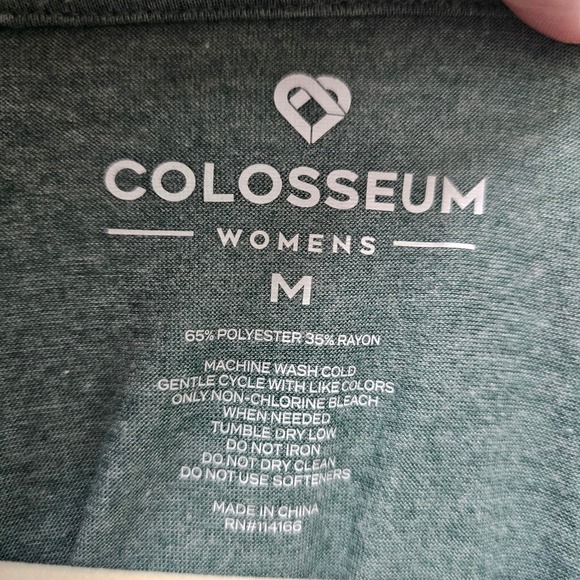 COLOSSEUM
WOMENS
M
65% POLYESTER 35% RAYON
MACHINE WASH COLD
GENTLE CYCLE WITH LIKE COLORS
ONLY NON-CHLORINE BLEACH
WHEN NEEDED
TUMBLE DRY LOW
DO NOT IRON
DO NOT DRY CLEAN
DO NOT USE SOFTENERS
MADE IN CHINA
RN#114166